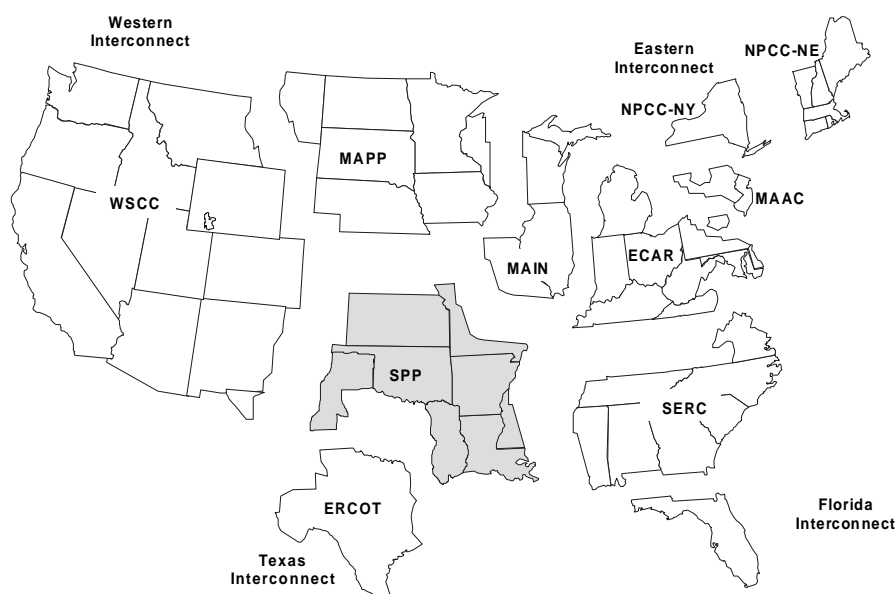 Western
Interconnect
Eastern
Interconnect
NPCC-NE
NPCC-NY
MAPP
WSCC
MAAC
MAIN
ECAR
SPP
SERC
ERCOT
Florida
Interconnect
Texas
Interconnect